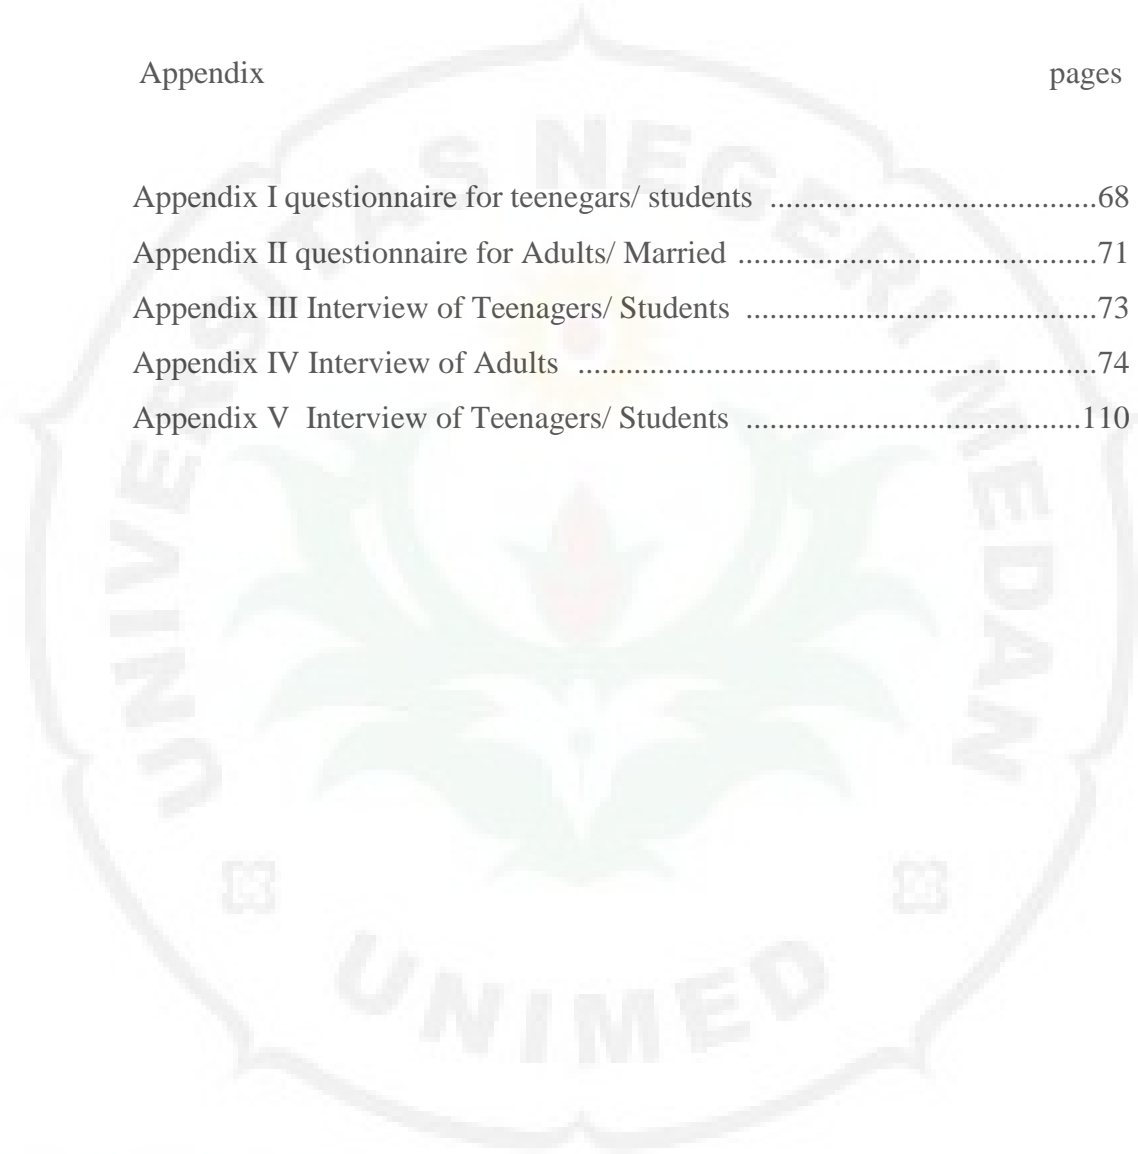 Appendix pages
Appendix I questionnaire for teenegars/ students ........................................68
Appendix II questionnaire for Adults/ Married ............................................71
Appendix III Interview of Teenagers/ Students ...........................................73
Appendix IV Interview of Adults ................................................................74
Appendix V Interview of Teenagers/ Students .........................................110
UNIVERSITAS NEGERI MEDAN
UNIMED